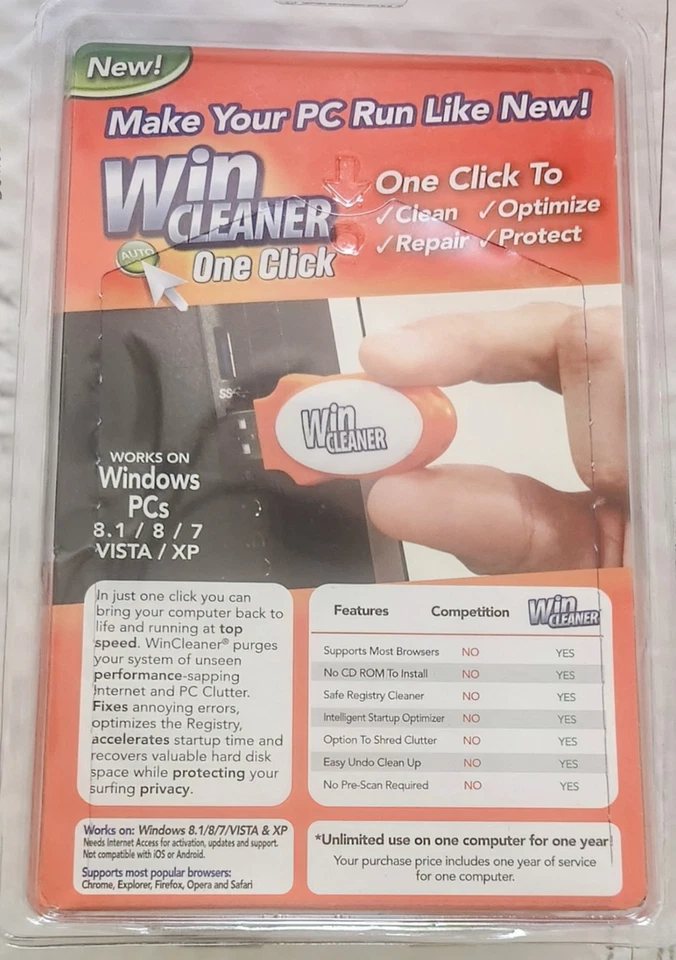 New!
Make Your PC Run Like New!
Win
CLEANER
AUTO
One Click
One Click To
✓Clean ✓Optimize
✓Repair ✓Protect
SS
Win
CLEANER
WORKS ON
Windows
PCs
8.1 / 8 / 7
VISTA / XP
In just one click you can
bring your computer back to
life and running at top
speed. WinCleaner® purges
your system of unseen
performance-sapping
Internet and PC Clutter.
Fixes annoying errors,
optimizes the Registry,
accelerates startup time and
recovers valuable hard disk
space while protecting your
surfing privacy.
Features Competition Win CLEANER
Supports Most Browsers NO YES
No CD ROM To Install NO YES
Safe Registry Cleaner NO YES
Intelligent Startup Optimizer NO YES
Option To Shred Clutter NO YES
Easy Undo Clean Up NO YES
No Pre-Scan Required NO YES
Works on: Windows 8.1/8/7/VISTA & XP
Needs Internet Access for activation, updates and support.
Not compatible with iOS or Android.
Supports most popular browsers:
Chrome, Explorer, Firefox, Opera and Safari
*Unlimited use on one computer for one year!
Your purchase price includes one year of service
for one computer.